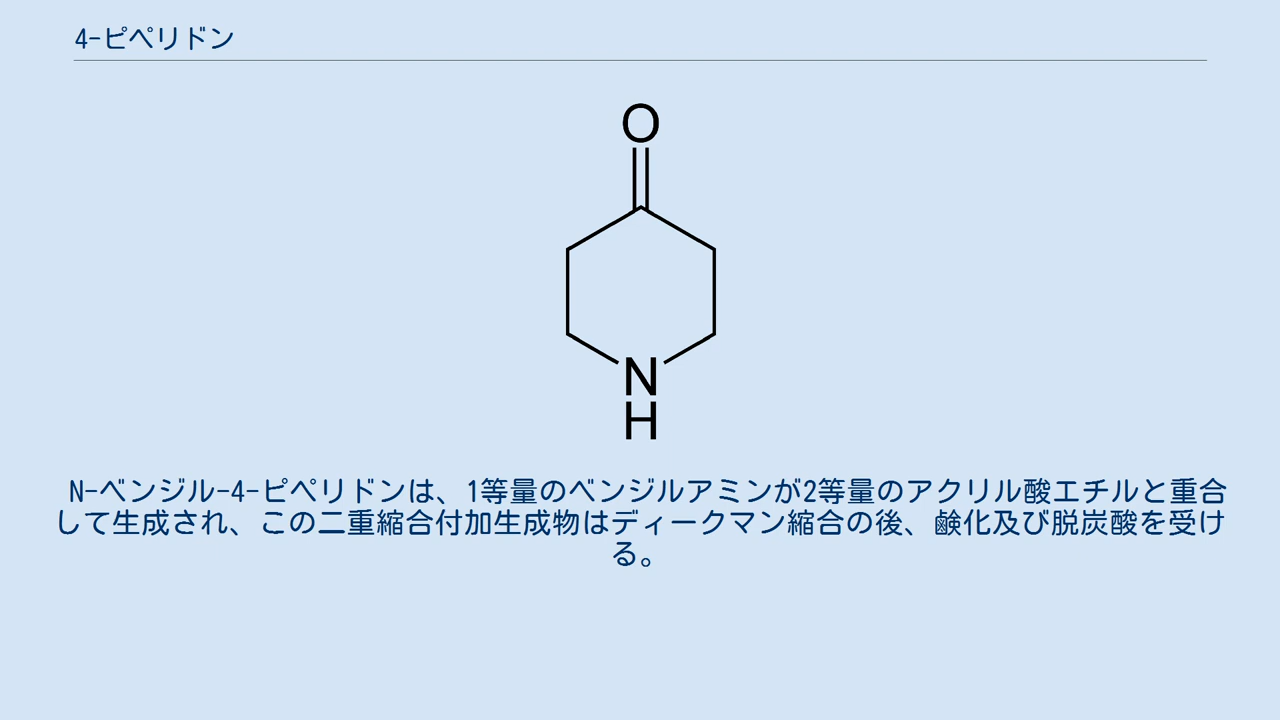 4-ピペリドン
O
N
H
N-ベンジル-4-ピペリドンは、1等量のベンジルアミンが2等量のアクリル酸エチルと重合
して生成され、この二重縮合付加生成物はディークマン縮合の後、鹸化及び脱炭酸を受け
る。